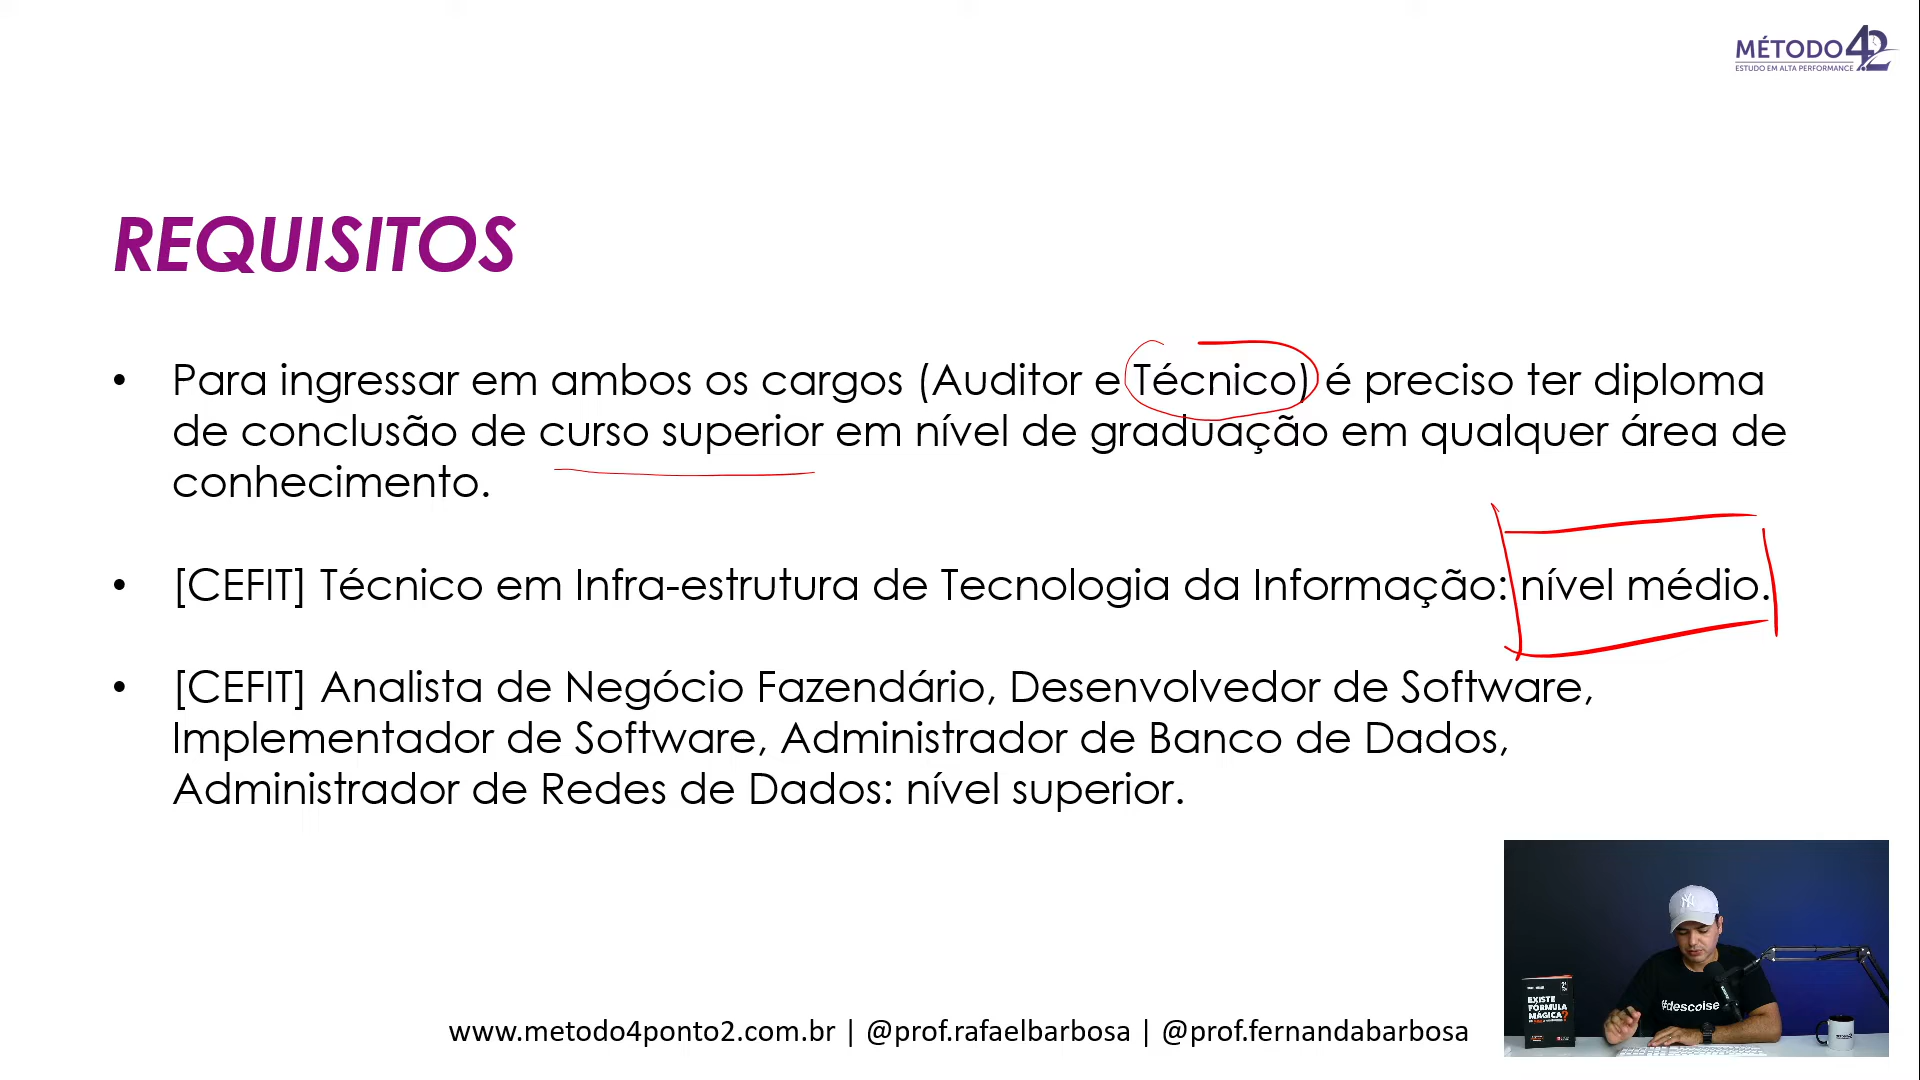 MÉTODO 4.2
ESTUDO EM ALTA PERFORMANCE
REQUISITOS
• Para ingressar em ambos os cargos (Auditor e Técnico) é preciso ter diploma
de conclusão de curso superior em nível de graduação em qualquer área de
conhecimento.
• [CEFIT] Técnico em Infra-estrutura de Tecnologia da Informação: nível médio.
• [CEFIT] Analista de Negócio Fazendário, Desenvolvedor de Software,
Implementador de Software, Administrador de Banco de Dados,
Administrador de Redes de Dados: nível superior.
NY
#descoise
EXISTE
FÓRMULA
MÁGICA?
www.metodo4ponto2.com.br | @prof.rafaelbarbosa | @prof.fernandabarbosa